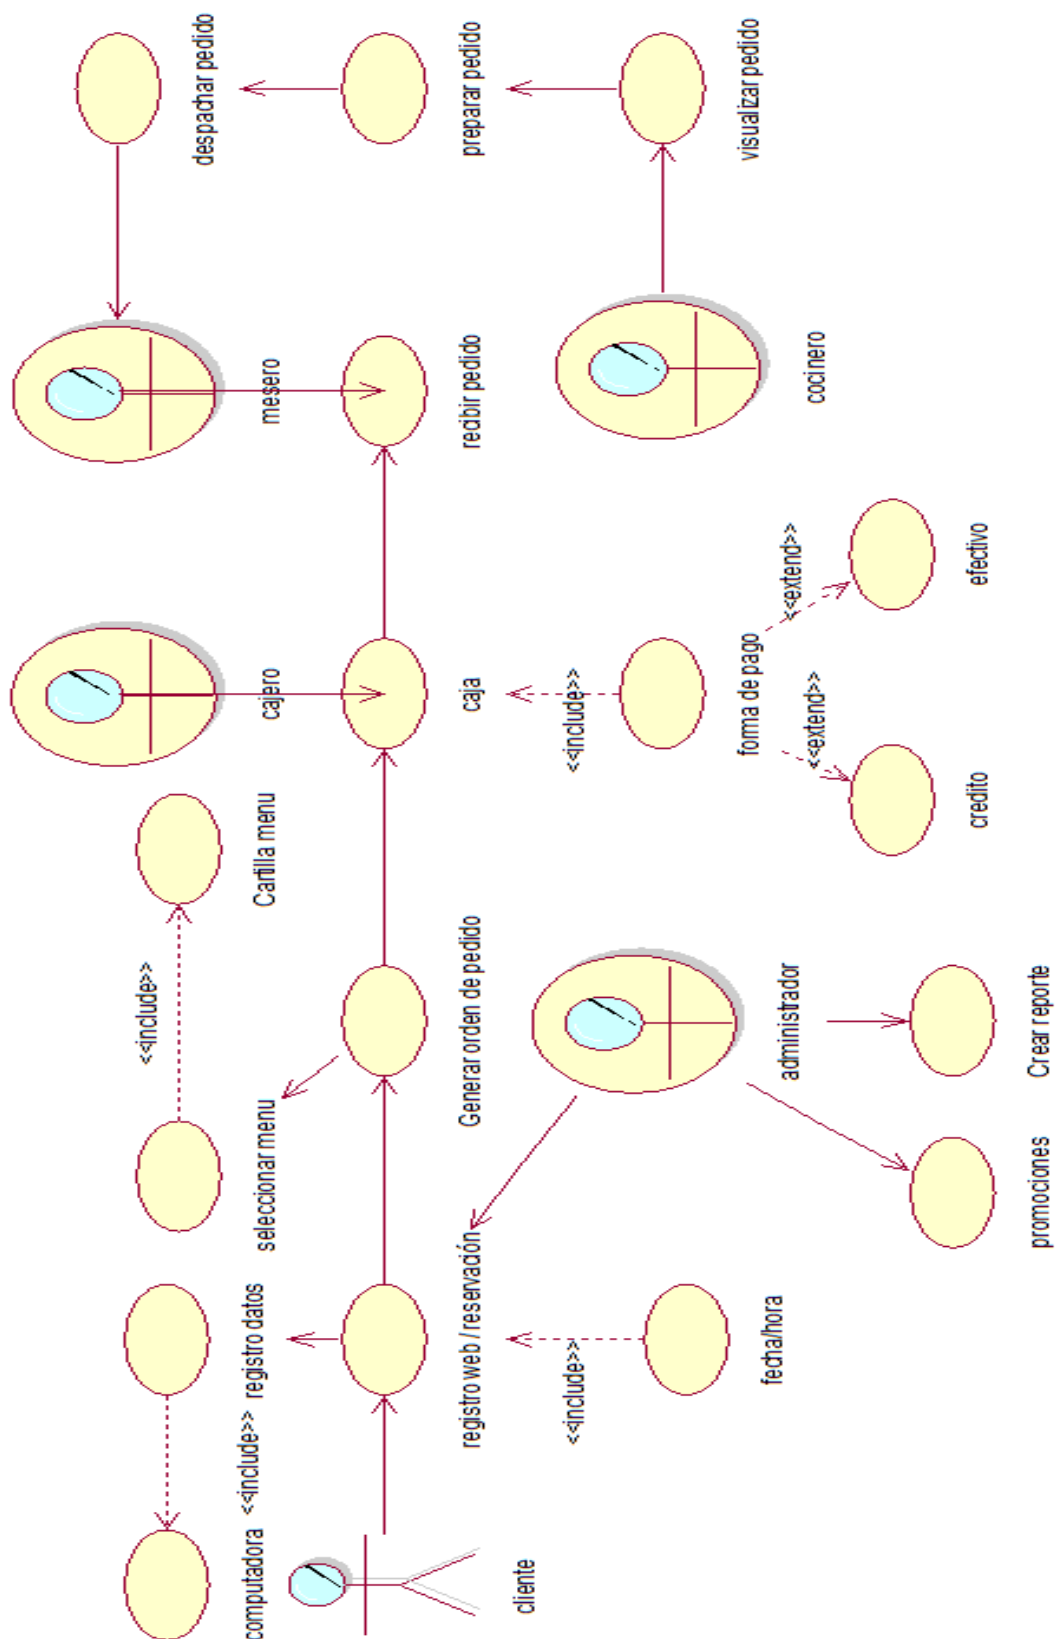 computadora
<<include>>
registro datos
seleccionar menu
<<include>>
Cartilla menu
cajero
mesero
despachar pedido
cliente
registro web / reservación
Generar orden de pedido
caja
recibir pedido
preparar pedido
<<include>>
fecha/hora
administrador
<<include>>
forma de pago
<<extend>>
<<extend>>
cocinero
visualizar pedido
promociones
Crear reporte
credito
efectivo